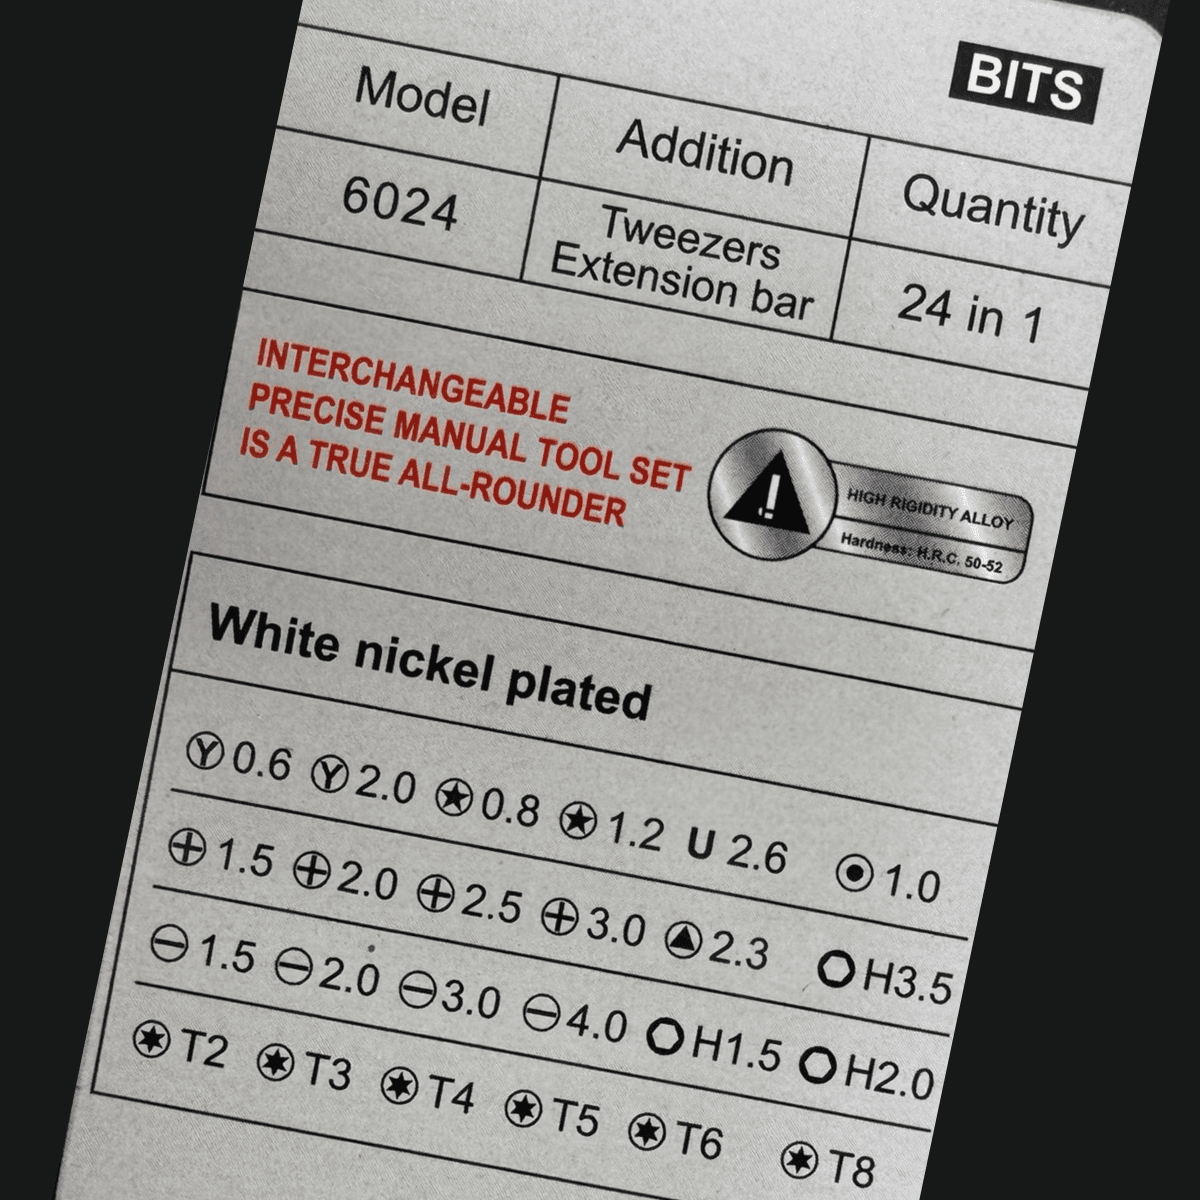 BITS
Model Addition Quantity
6024 Tweezers Extension bar 24 in 1
INTERCHANGEABLE
PRECISE MANUAL TOOL SET
IS A TRUE ALL-ROUNDER
HIGH RIGIDITY ALLOY
Hardness: H.R.C. 50-52
White nickel plated
Y 0.6 Y 2.0 ★ 0.8 ★ 1.2 U 2.6 1.0
1.5 2.0 2.5 3.0 2.3 H3.5
1.5 2.0 3.0 4.0 H1.5 H2.0
T2 T3 T4 T5 T6 T8